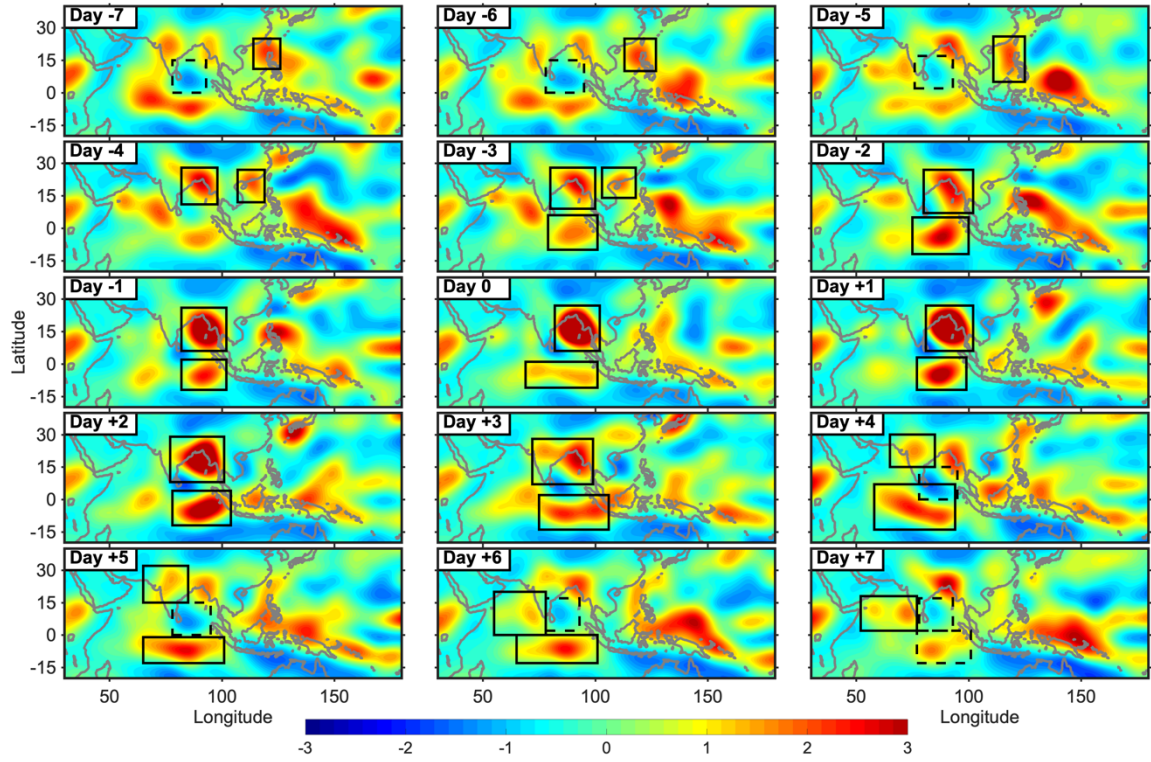 Day -7
Day -6
Day -5
30
15
0
-15
Day -4
Day -3
Day -2
30
15
0
-15
Day -1
Day 0
Day +1
Latitude
30
15
0
-15
Day +2
Day +3
Day +4
30
15
0
-15
Day +5
Day +6
Day +7
30
15
0
-15
50 100 150 50 100 150 50 100 150
Longitude Longitude
-3 -2 -1 0 1 2 3